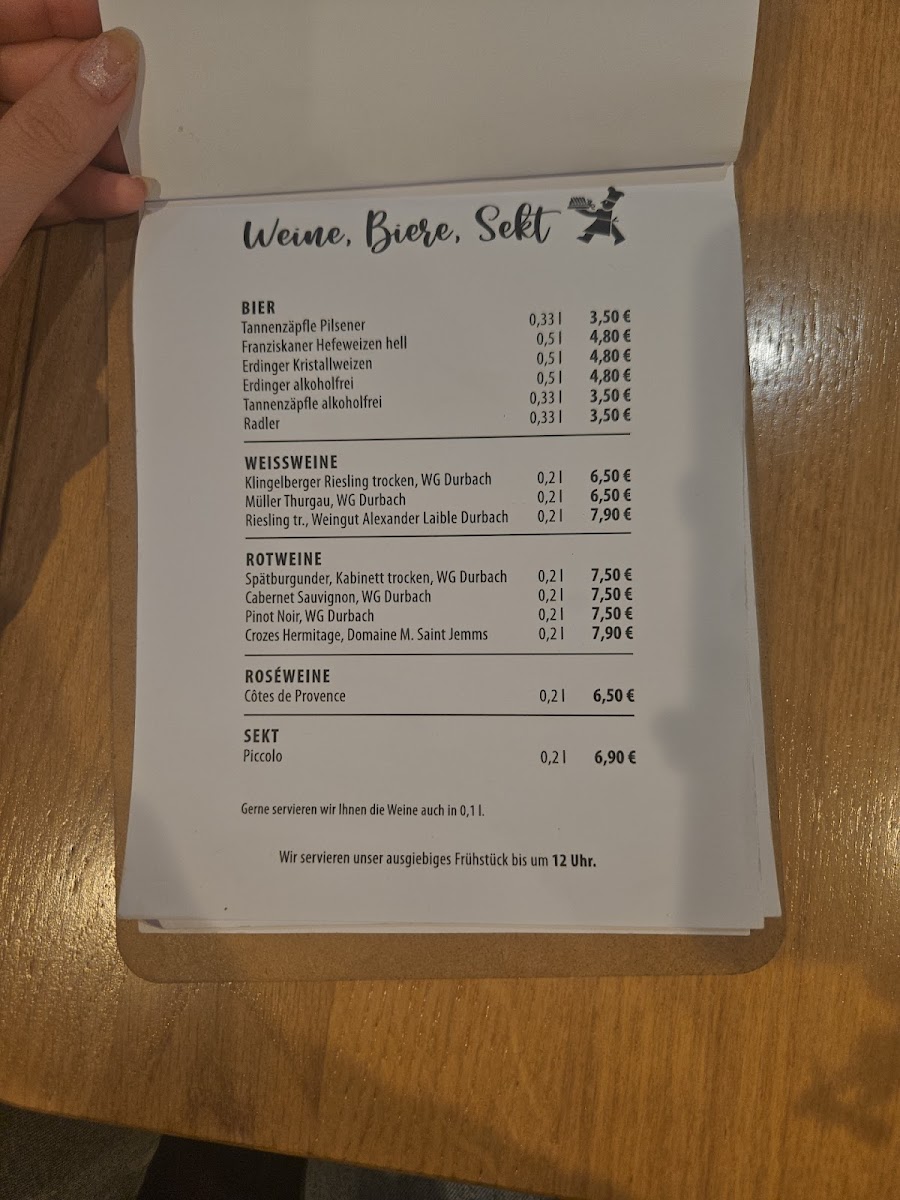 Weine, Biere, Sekt
BIER
Tannenzäpfle Pilsener 0,33 l 3,50 €
Franziskaner Hefeweizen hell 0,5 l 4,80 €
Erdinger Kristallweizen 0,5 l 4,80 €
Erdinger alkoholfrei 0,5 l 4,80 €
Tannenzäpfle alkoholfrei 0,33 l 3,50 €
Radler 0,33 l 3,50 €
WEISSWEINE
Klingelberger Riesling trocken, WG Durbach 0,2 l 6,50 €
Müller Thurgau, WG Durbach 0,2 l 6,50 €
Riesling tr., Weingut Alexander Laible Durbach 0,2 l 7,90 €
ROTWEINE
Spätburgunder, Kabinett trocken, WG Durbach 0,2 l 7,50 €
Cabernet Sauvignon, WG Durbach 0,2 l 7,50 €
Pinot Noir, WG Durbach 0,2 l 7,50 €
Crozes Hermitage, Domaine M. Saint Jemms 0,2 l 7,90 €
ROSÉWEINE
Côtes de Provence 0,2 l 6,50 €
SEKT
Piccolo 0,2 l 6,90 €
Gerne servieren wir Ihnen die Weine auch in 0,1 l.
Wir servieren unser ausgiebiges Frühstück bis um 12 Uhr.